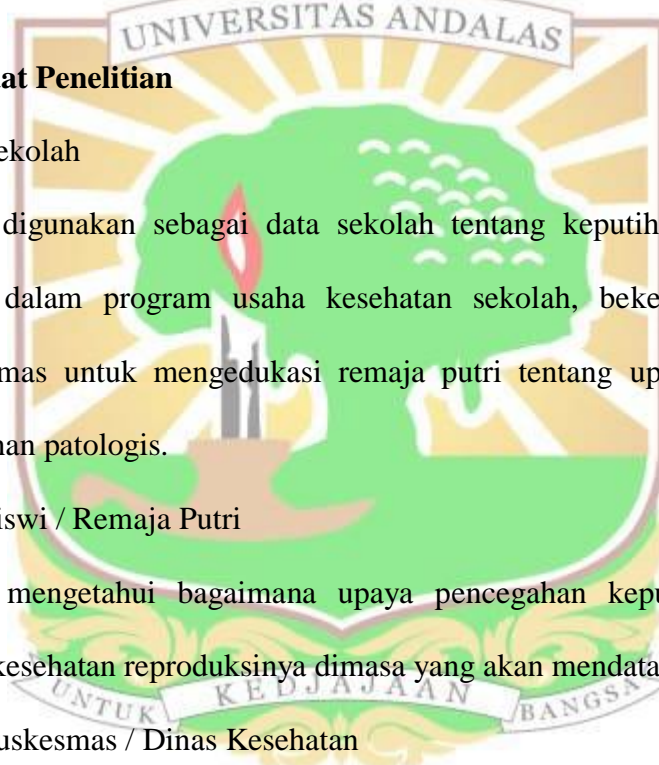 UNIVERSITAS ANDALAS
at Penelitian
ekolah
digunakan sebagai data sekolah tentang keputih
dalam program usaha kesehatan sekolah, beke
mas untuk mengedukasi remaja putri tentang up
nan patologis.
iswi / Remaja Putri
mengetahui bagaimana upaya pencegahan kepu
kesehatan reproduksinya dimasa yang akan mendata
UNTUK KEDJAJAAN BANGSA
uskesmas / Dinas Kesehatan